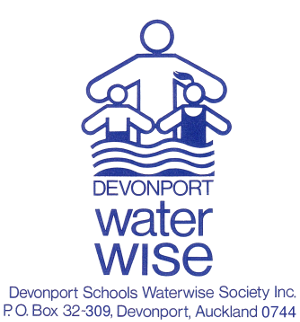 DEVONPORT
water
wise
Devonport Schools Waterwise Society Inc.
P.O. Box 32-309, Devonport, Auckland 0744